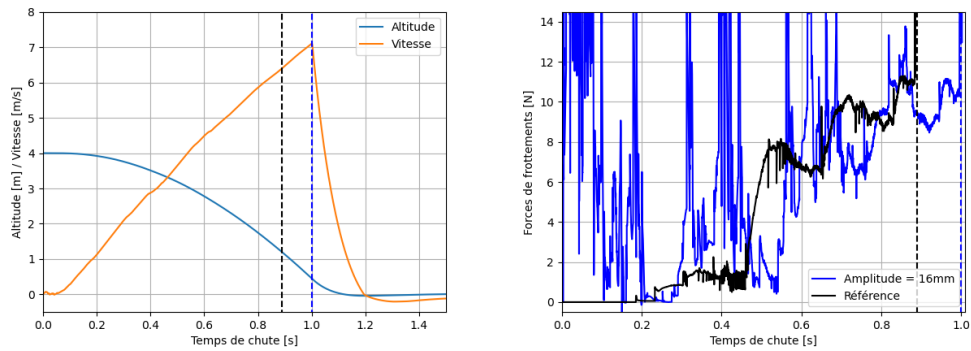 8
7
6
5
4
3
2
1
0
Altitude [m] / Vitesse [m/s]
0.0 0.2 0.4 0.6 0.8 1.0 1.2 1.4
Temps de chute [s]
Altitude
Vitesse
14
12
10
8
6
4
2
0
Forces de frottements [N]
0.0 0.2 0.4 0.6 0.8 1.0
Temps de chute [s]
Amplitude = 16mm
Référence